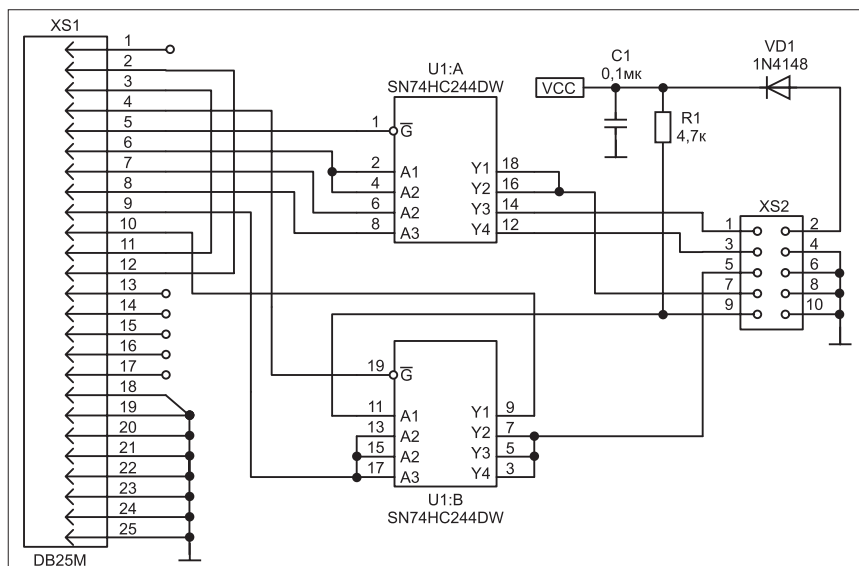 XS1
1
2
3
4
5
6
7
8
9
10
11
12
13
14
15
16
17
18
19
20
21
22
23
24
25
DB25M
U1:A
SN74HC244DW
1 G
2 A1 Y1 18
4 A2 Y2 16
6 A2 Y3 14
8 A3 Y4 12
C1
0,1мк
VCC
VD1
1N4148
R1
4,7к
XS2
1 2
3 4
5 6
7 8
9 10
19 G
11 A1 Y1 9
13 A2 Y2 7
15 A2 Y3 5
17 A3 Y4 3
U1:B
SN74HC244DW